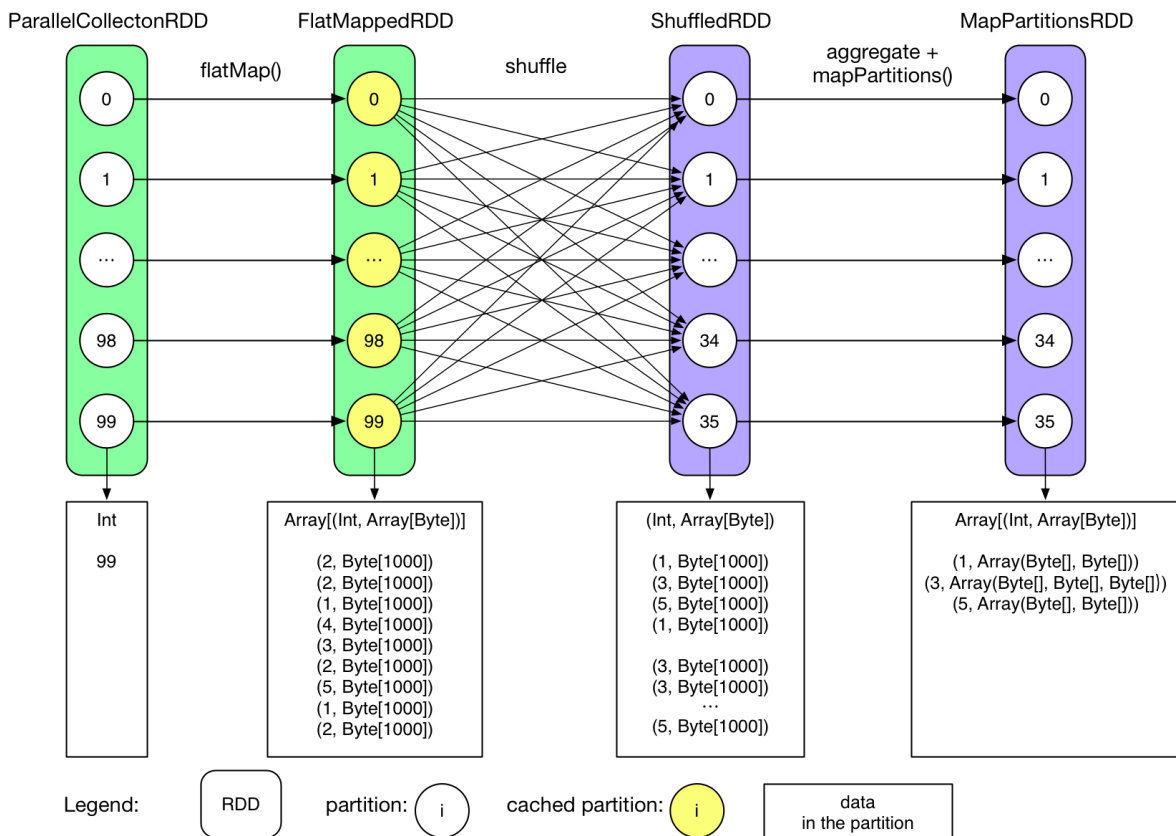 ParallelCollectonRDD
FlatMappedRDD
ShuffledRDD
MapPartitionsRDD
flatMap()
shuffle
aggregate +
mapPartitions()
0
0
0
0
1
1
1
1
...
...
...
...
98
98
34
34
99
99
35
35
Int
99
Array[(Int, Array[Byte])]
(2, Byte[1000])
(2, Byte[1000])
(1, Byte[1000])
(4, Byte[1000])
(3, Byte[1000])
(2, Byte[1000])
(5, Byte[1000])
(1, Byte[1000])
(2, Byte[1000])
(Int, Array[Byte])
(1, Byte[1000])
(3, Byte[1000])
(5, Byte[1000])
(1, Byte[1000])
(3, Byte[1000])
(3, Byte[1000])
...
(5, Byte[1000])
Array[(Int, Array[Byte])]
(1, Array(Byte[], Byte[]))
(3, Array(Byte[], Byte[], Byte[]))
(5, Array(Byte[], Byte[]))
Legend:
RDD
partition:
i
cached partition:
i
data
in the partition